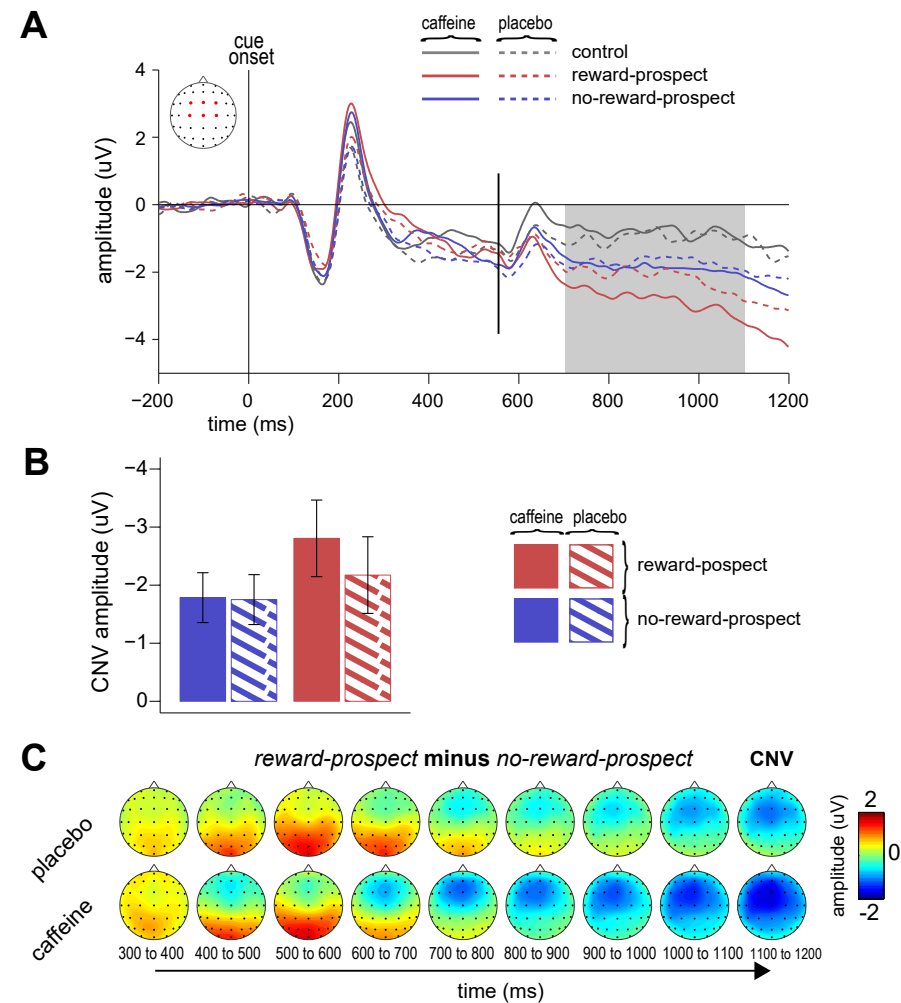 A
cue
onset
caffeine placebo
control
reward-prospect
no-reward-prospect
amplitude (uV)
4
2
0
−2
−4
−200 0 200 400 600 800 1000 1200
time (ms)
B
CNV amplitude (uV)
−4
−3
−2
−1
0
caffeine placebo
reward-pospect
no-reward-prospect
C
reward-prospect minus no-reward-prospect CNV
placebo
caffeine
300 to 400 400 to 500 500 to 600 600 to 700 700 to 800 800 to 900 900 to 1000 1000 to 1100 1100 to 1200
time (ms)
amplitude (uV)
2
0
-2